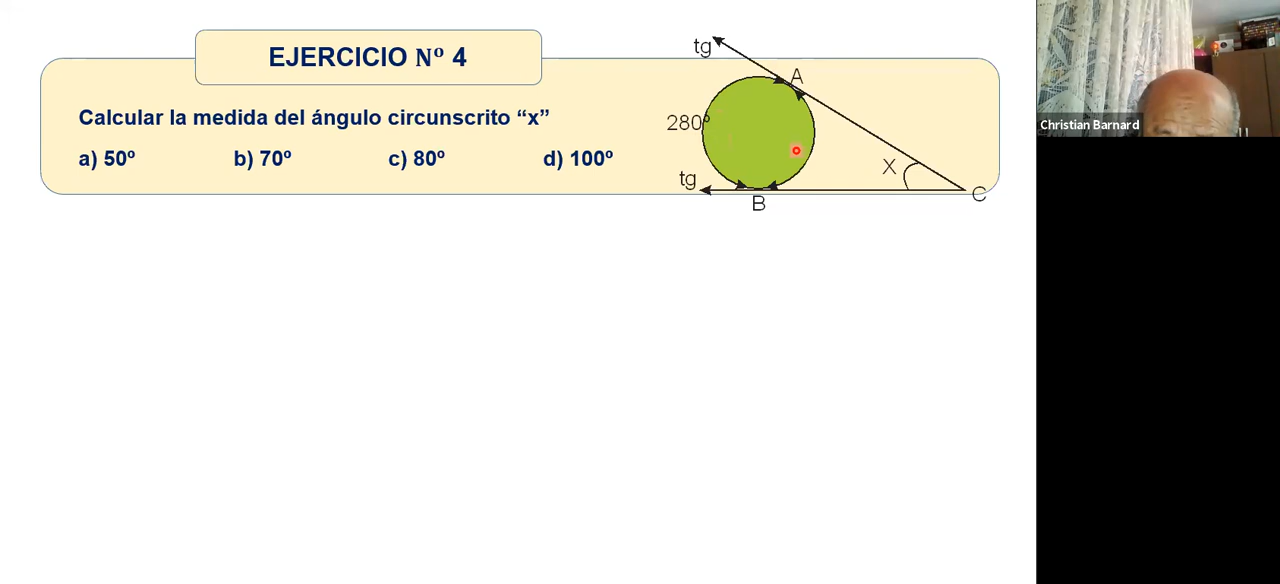 EJERCICIO Nº 4
Calcular la medida del ángulo circunscrito “x”
a) 50º b) 70º c) 80º d) 100º
tg
A
280º
X
tg
B
C
Christian Barnard